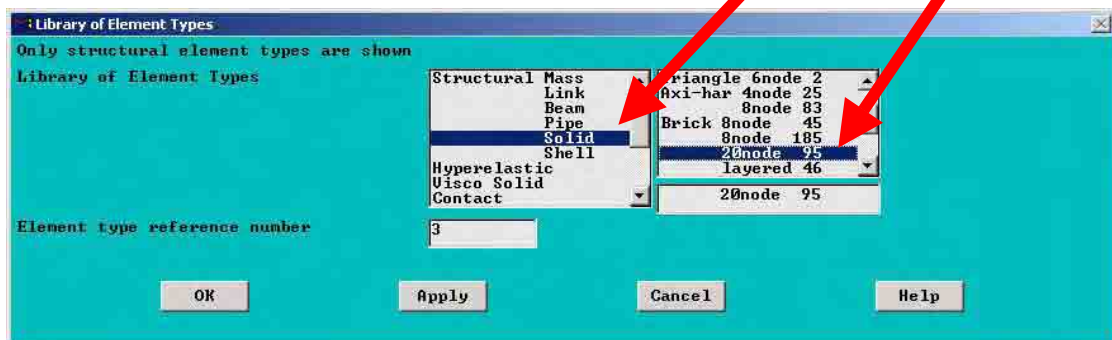 Library of Element Types
Only structural element types are shown
Library of Element Types
Structural Mass
Link
Beam
Pipe
Solid
Shell
Hyperelastic
Visco Solid
Contact
Triangle 6node 2
Axi-har 4node 25
8node 83
Brick 8node 45
8node 185
20node 95
layered 46
20node 95
Element type reference number
3
OK
Apply
Cancel
Help